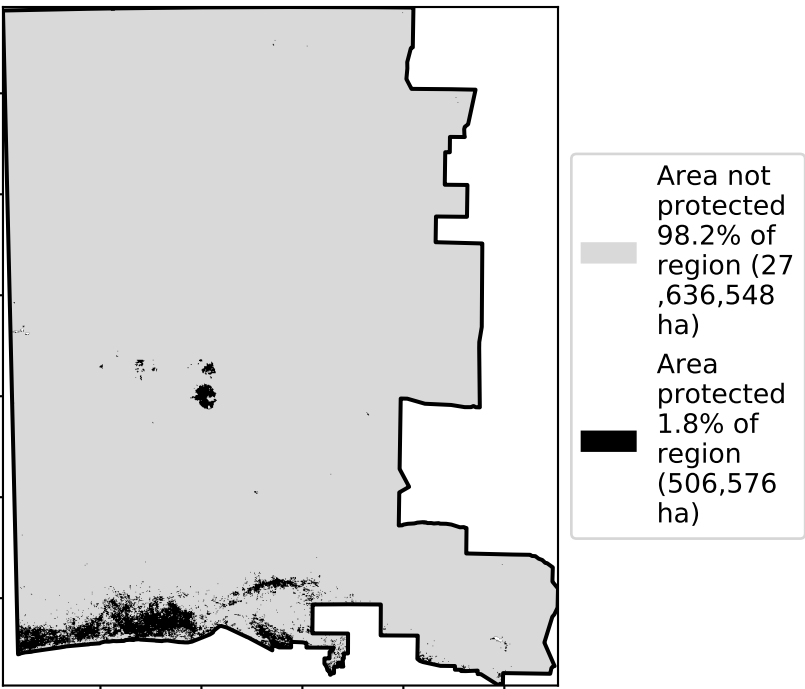 Area not
protected
98.2% of
region (27
,636,548
ha)
Area
protected
1.8% of
region
(506,576
ha)